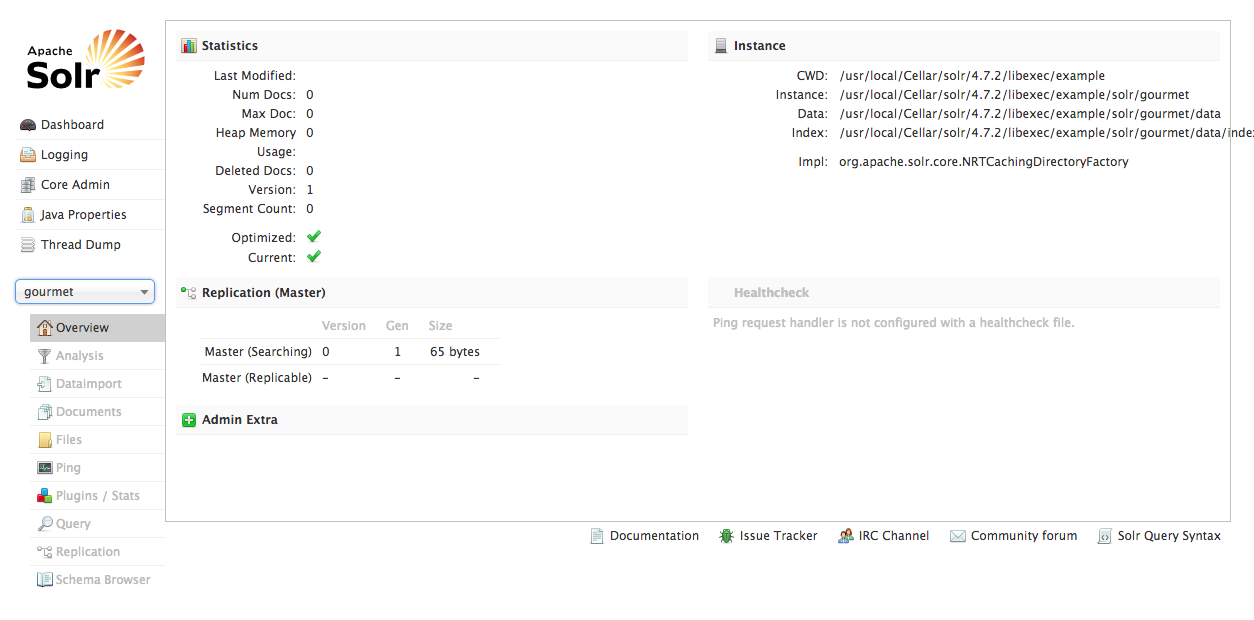 Apache
Solr
Dashboard
Logging
Core Admin
Java Properties
Thread Dump
gourmet
Overview
Analysis
Dataimport
Documents
Files
Ping
Plugins / Stats
Query
Replication
Schema Browser
Statistics
Last Modified:
Num Docs: 0
Max Doc: 0
Heap Memory 0
Usage:
Deleted Docs: 0
Version: 1
Segment Count: 0
Optimized:
Current:
Instance
CWD: /usr/local/Cellar/solr/4.7.2/libexec/example
Instance: /usr/local/Cellar/solr/4.7.2/libexec/example/solr/gourmet
Data: /usr/local/Cellar/solr/4.7.2/libexec/example/solr/gourmet/data
Index: /usr/local/Cellar/solr/4.7.2/libexec/example/solr/gourmet/data/inde
Impl: org.apache.solr.core.NRTCachingDirectoryFactory
Replication (Master)
Version Gen Size
Master (Searching) 0 1 65 bytes
Master (Replicable) – – –
Healthcheck
Ping request handler is not configured with a healthcheck file.
Admin Extra
Documentation Issue Tracker IRC Channel Community forum Solr Query Syntax